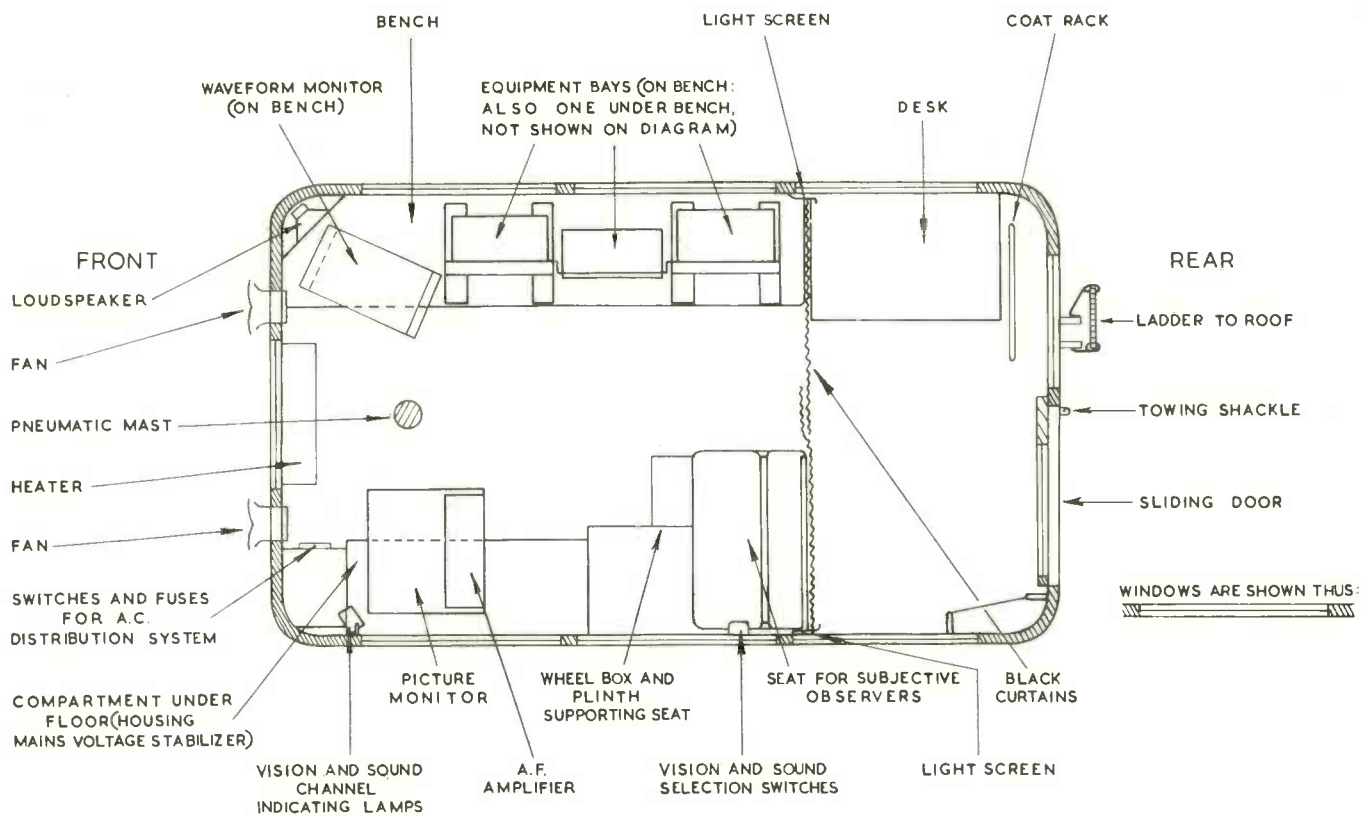 BENCH
LIGHT SCREEN
COAT RACK
WAVEFORM MONITOR
(ON BENCH)
EQUIPMENT BAYS (ON BENCH:
ALSO ONE UNDER BENCH,
NOT SHOWN ON DIAGRAM)
DESK
FRONT
REAR
LOUDSPEAKER
FAN
PNEUMATIC MAST
HEATER
FAN
SWITCHES AND FUSES
FOR A.C.
DISTRIBUTION SYSTEM
COMPARTMENT UNDER
FLOOR (HOUSING
MAINS VOLTAGE STABILIZER)
LADDER TO ROOF
TOWING SHACKLE
SLIDING DOOR
WINDOWS ARE SHOWN THUS:
PICTURE
MONITOR
WHEEL BOX AND
PLINTH
SUPPORTING SEAT
SEAT FOR SUBJECTIVE
OBSERVERS
BLACK
CURTAINS
VISION AND SOUND
CHANNEL
INDICATING LAMPS
A.F.
AMPLIFIER
VISION AND SOUND
SELECTION SWITCHES
LIGHT SCREEN